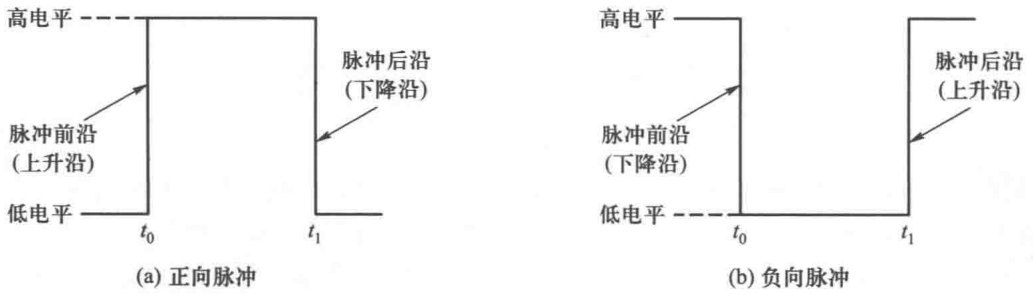 高电平
脉冲后沿
(下降沿)
脉冲前沿
(上升沿)
低电平
t0
t1
(a) 正向脉冲
高电平
脉冲后沿
(上升沿)
脉冲前沿
(下降沿)
低电平
t0
t1
(b) 负向脉冲